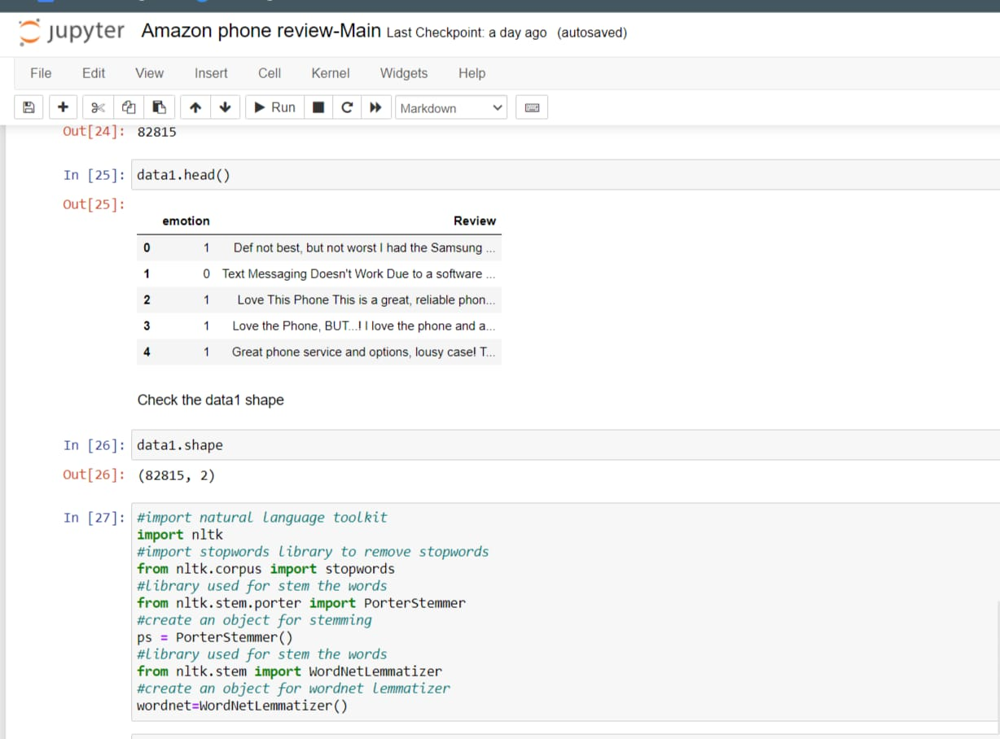 jupyter Amazon phone review-Main Last Checkpoint: a day ago (autosaved)
File Edit View Insert Cell Kernel Widgets Help
Run Markdown
Out[24]: 82815
In [25]: data1.head()
Out[25]:
emotion Review
0 1 Def not best, but not worst I had the Samsung ...
1 0 Text Messaging Doesn't Work Due to a software ...
2 1 Love This Phone This is a great, reliable phon...
3 1 Love the Phone, BUT...! I love the phone and a...
4 1 Great phone service and options, lousy case! T...
Check the data1 shape
In [26]: data1.shape
Out[26]: (82815, 2)
In [27]: #import natural language toolkit
import nltk
#import stopwords library to remove stopwords
from nltk.corpus import stopwords
#library used for stem the words
from nltk.stem.porter import PorterStemmer
#create an object for stemming
ps = PorterStemmer()
#library used for stem the words
from nltk.stem import WordNetLemmatizer
#create an object for wordnet lemmatizer
wordnet=WordNetLemmatizer()